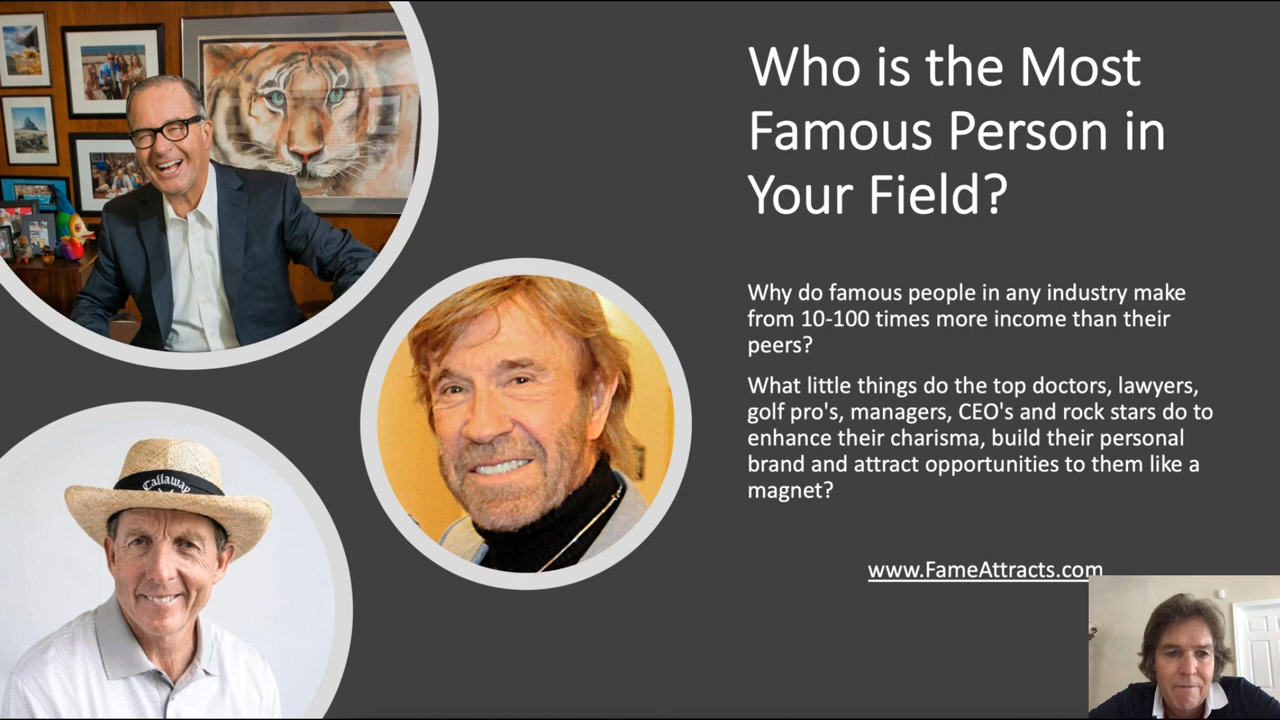 Who is the Most
Famous Person in
Your Field?
Why do famous people in any industry make
from 10-100 times more income than their
peers?
What little things do the top doctors, lawyers,
golf pro's, managers, CEO's and rock stars do to
enhance their charisma, build their personal
brand and attract opportunities to them like a
magnet?
www.FameAttracts.com
Callaway